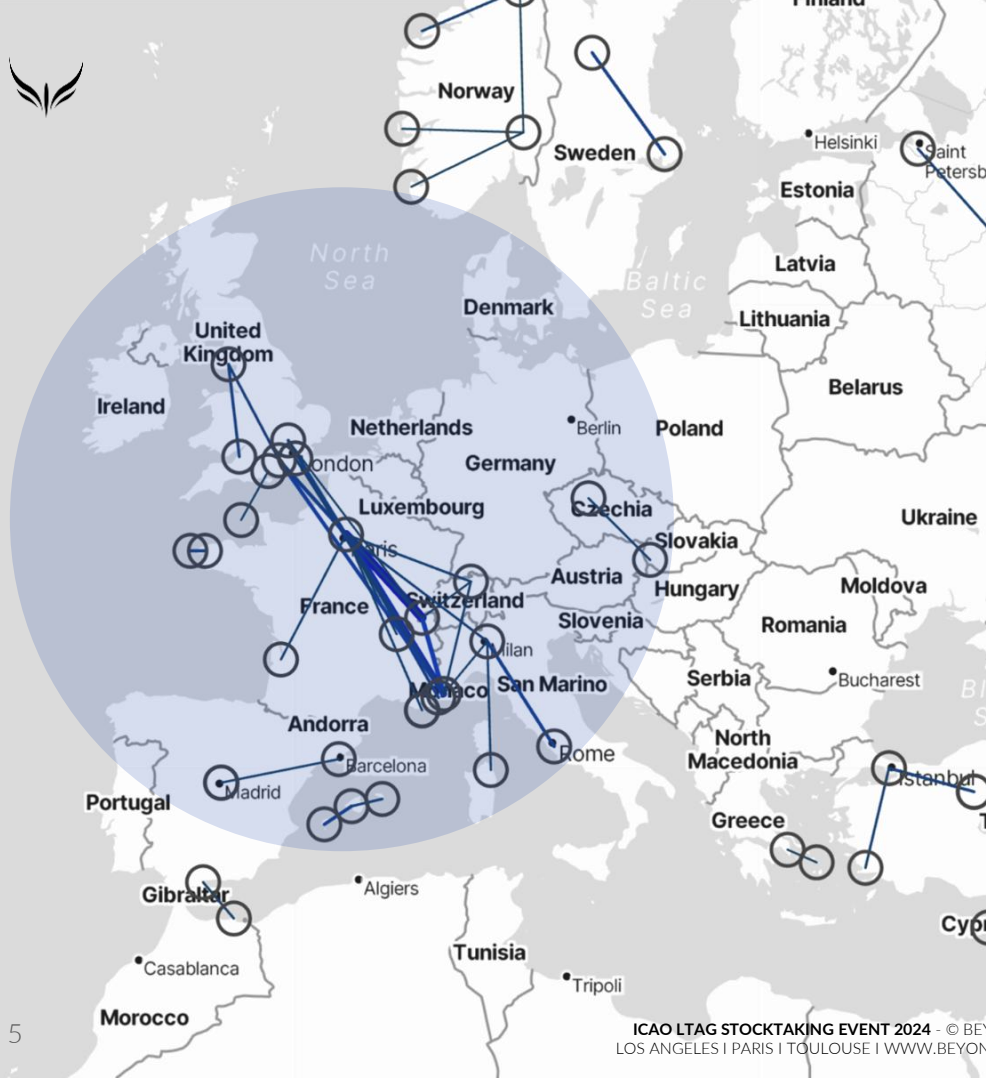 Finland
Norway
Sweden
Helsinki
Saint
Petersb
Estonia
North
Sea
Latvia
Baltic
Sea
Denmark
Lithuania
United
Kingdom
Belarus
Ireland
Netherlands
Berlin
Poland
Germany
London
Luxembourg
Czechia
Ukraine
Paris
Slovakia
Austria
Hungary
Moldova
France
Switzerland
Slovenia
Romania
Milan
Monaco
San Marino
Serbia
Bucharest
Bl
S
Andorra
North
Macedonia
Rome
Barcelona
Istanbul
Madrid
Portugal
Greece
T
Gibraltar
Algiers
Cyp
Tunisia
Casablanca
Tripoli
Morocco
5
ICAO LTAG STOCKTAKING EVENT 2024 - © BEY
LOS ANGELES I PARIS I TOULOUSE I WWW.BEYON